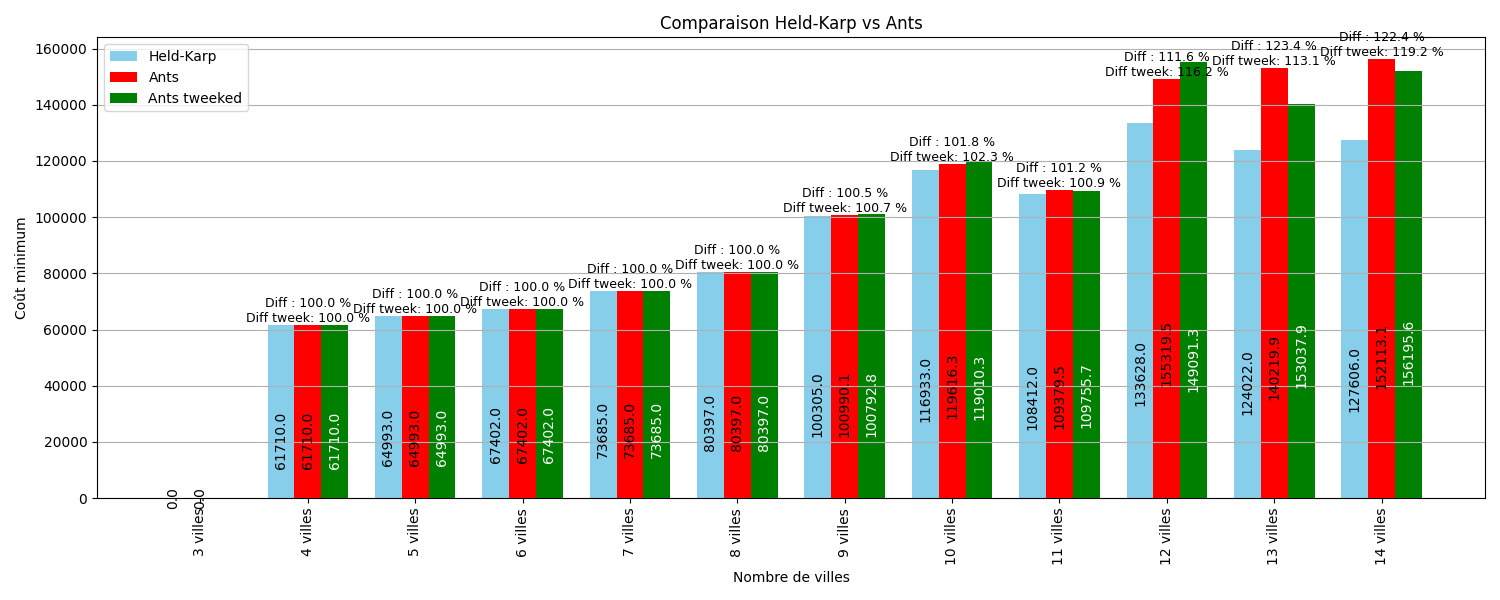 Comparaison Held-Karp vs Ants
Held-Karp
Ants
Ants tweeked
Coût minimum
160000
140000
120000
100000
80000
60000
40000
20000
0
Diff : 100.0 %
Diff tweek: 100.0 %
Diff : 100.0 %
Diff tweek: 100.0 %
Diff : 100.0 %
Diff tweek: 100.0 %
Diff : 100.0 %
Diff tweek: 100.0 %
Diff : 100.0 %
Diff tweek: 100.0 %
Diff : 100.5 %
Diff tweek: 100.7 %
Diff : 101.8 %
Diff tweek: 102.3 %
Diff : 101.2 %
Diff tweek: 100.9 %
Diff : 111.6 %
Diff tweek: 116.2 %
Diff : 123.4 %
Diff tweek: 113.1 %
Diff : 122.4 %
Diff tweek: 119.2 %
0.0
0.0
61710.0
61710.0
61710.0
64993.0
64993.0
64993.0
67402.0
67402.0
67402.0
73685.0
73685.0
73685.0
80397.0
80397.0
80397.0
100305.0
100990.1
100792.8
116933.0
119616.3
119010.3
108412.0
109379.5
109755.7
133628.0
155319.5
149091.3
124022.0
140219.9
153037.9
127606.0
152113.1
156195.6
3 villes
4 villes
5 villes
6 villes
7 villes
8 villes
9 villes
10 villes
11 villes
12 villes
13 villes
14 villes
Nombre de villes